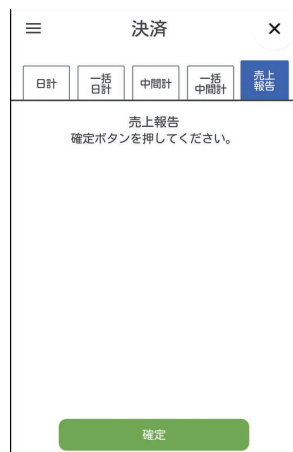 決済
日計
一括
日計
中間計
一括
中間計
売上
報告
売上報告
確定ボタンを押してください。
確定